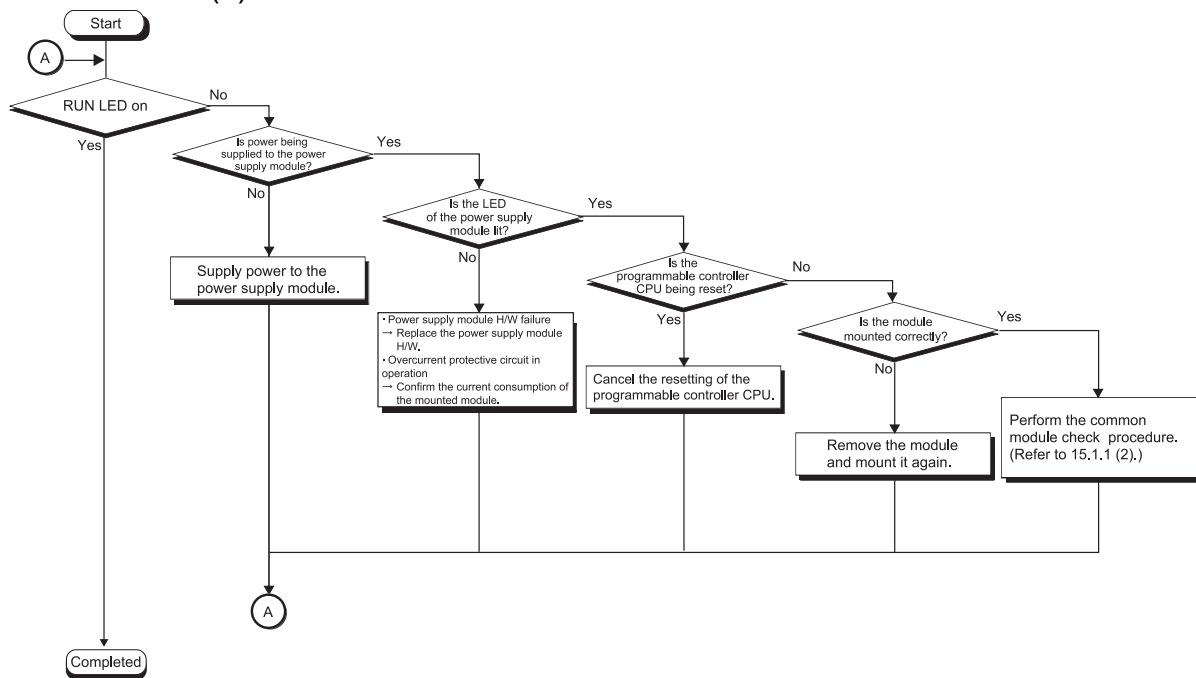 Start
A
RUN LED on
No
Yes
Is power being
supplied to the power
supply module?
Yes
No
Supply power to the
power supply module.
Is the LED
of the power supply
module lit?
Yes
No
・Power supply module H/W failure
→ Replace the power supply module
H/W.
・Overcurrent protective circuit in
operation
→ Confirm the current consumption of
the mounted module.
Is the
programmable controller
CPU being reset?
No
Yes
Cancel the resetting of the
programmable controller CPU.
Is the module
mounted correctly?
Yes
No
Remove the module
and mount it again.
Perform the common
module check procedure.
(Refer to 15.1.1 (2).)
A
Completed